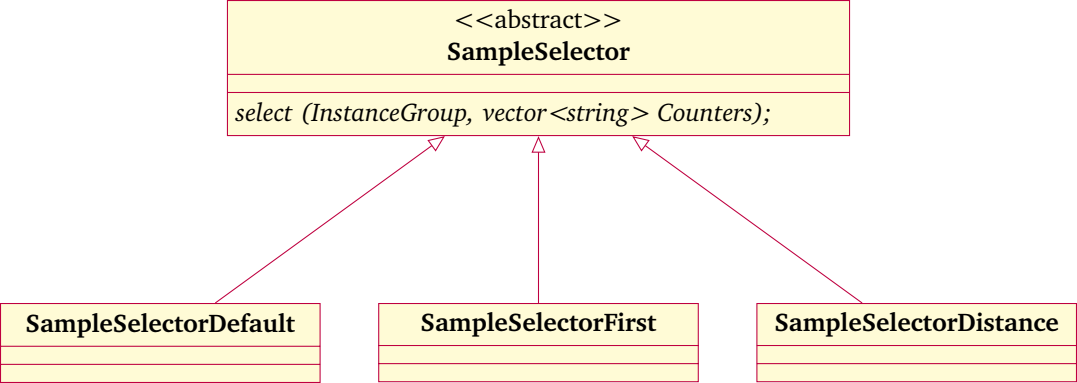 <<abstract>>
SampleSelector
select (InstanceGroup, vector<string> Counters);
SampleSelectorDefault
SampleSelectorFirst
SampleSelectorDistance